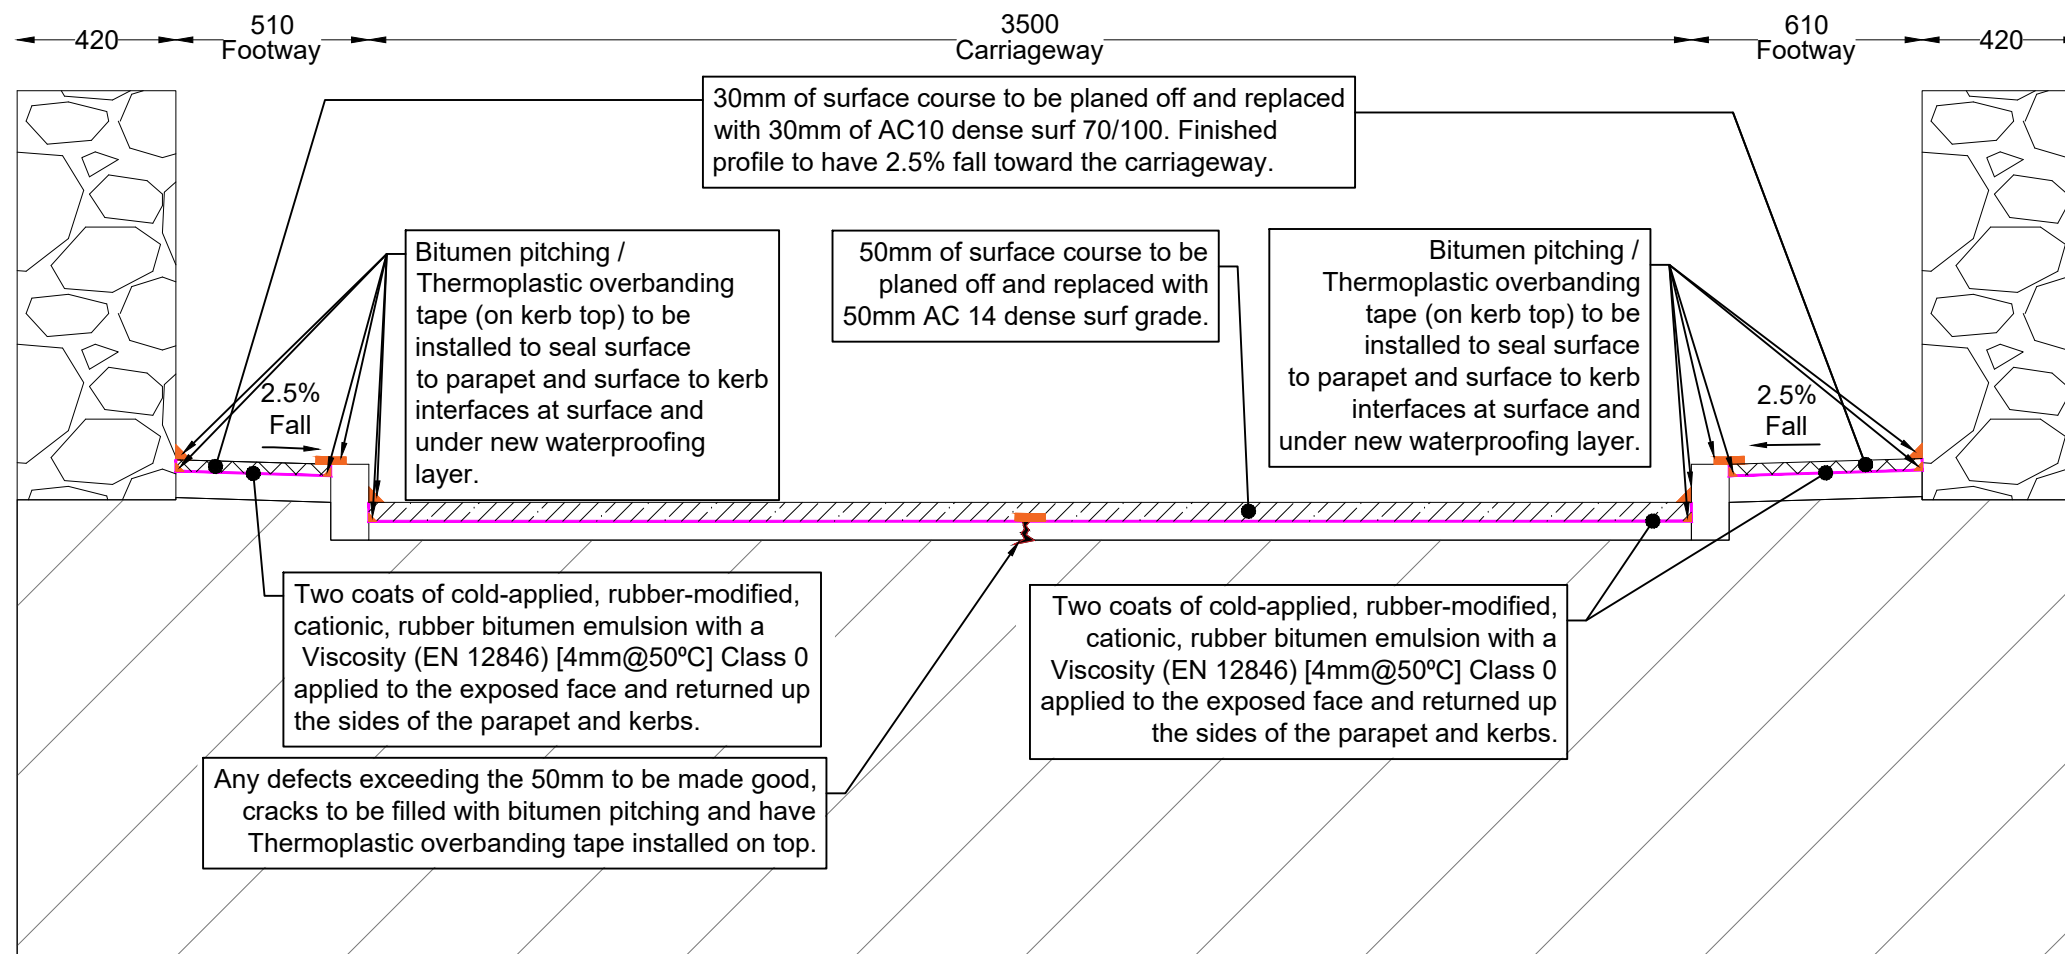 420
510
Footway
3500
Carriageway
610
Footway
420
30mm of surface course to be planed off and replaced
with 30mm of AC10 dense surf 70/100. Finished
profile to have 2.5% fall toward the carriageway.
Bitumen pitching /
Thermoplastic overbanding
tape (on kerb top) to be
installed to seal surface
to parapet and surface to kerb
interfaces at surface and
under new waterproofing
layer.
50mm of surface course to be
planed off and replaced with
50mm AC 14 dense surf grade.
Bitumen pitching /
Thermoplastic overbanding
tape (on kerb top) to be
installed to seal surface
to parapet and surface to kerb
interfaces at surface and
under new waterproofing layer.
2.5%
Fall
2.5%
Fall
Two coats of cold-applied, rubber-modified,
cationic, rubber bitumen emulsion with a
Viscosity (EN 12846) [4mm@50ºC] Class 0
applied to the exposed face and returned up
the sides of the parapet and kerbs.
Two coats of cold-applied, rubber-modified,
cationic, rubber bitumen emulsion with a
Viscosity (EN 12846) [4mm@50ºC] Class 0
applied to the exposed face and returned up
the sides of the parapet and kerbs.
Any defects exceeding the 50mm to be made good,
cracks to be filled with bitumen pitching and have
Thermoplastic overbanding tape installed on top.